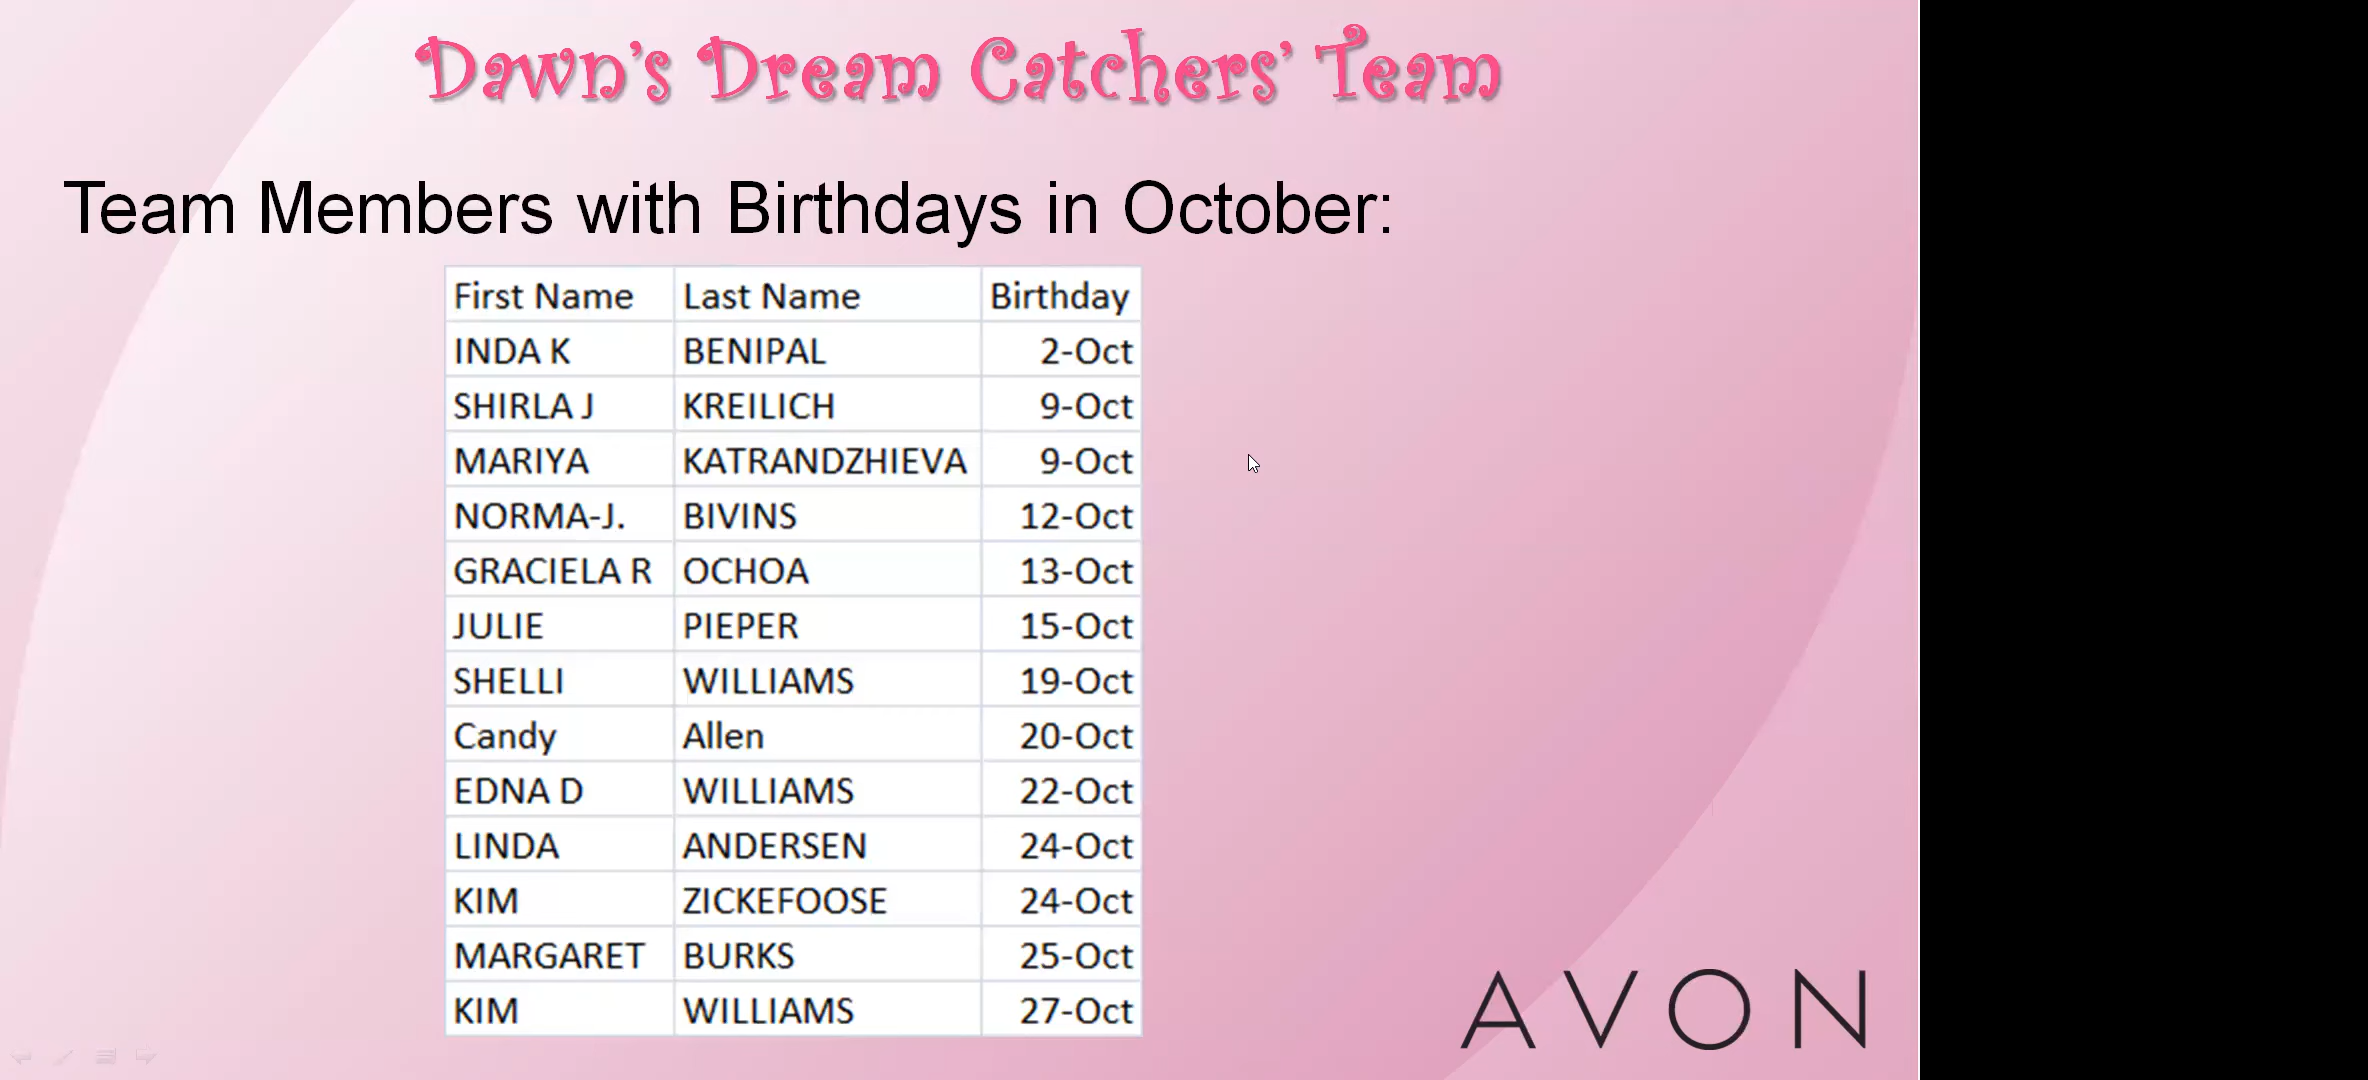 Dawn's Dream Catchers' Team
Team Members with Birthdays in October:
First Name Last Name Birthday
INDA K BENIPAL 2-Oct
SHIRLA J KREILICH 9-Oct
MARIYA KATRANDZHIEVA 9-Oct
NORMA-J. BIVINS 12-Oct
GRACIELA R OCHOA 13-Oct
JULIE PIEPER 15-Oct
SHELLI WILLIAMS 19-Oct
Candy Allen 20-Oct
EDNA D WILLIAMS 22-Oct
LINDA ANDERSEN 24-Oct
KIM ZICKEFOOSE 24-Oct
MARGARET BURKS 25-Oct
KIM WILLIAMS 27-Oct
AVON